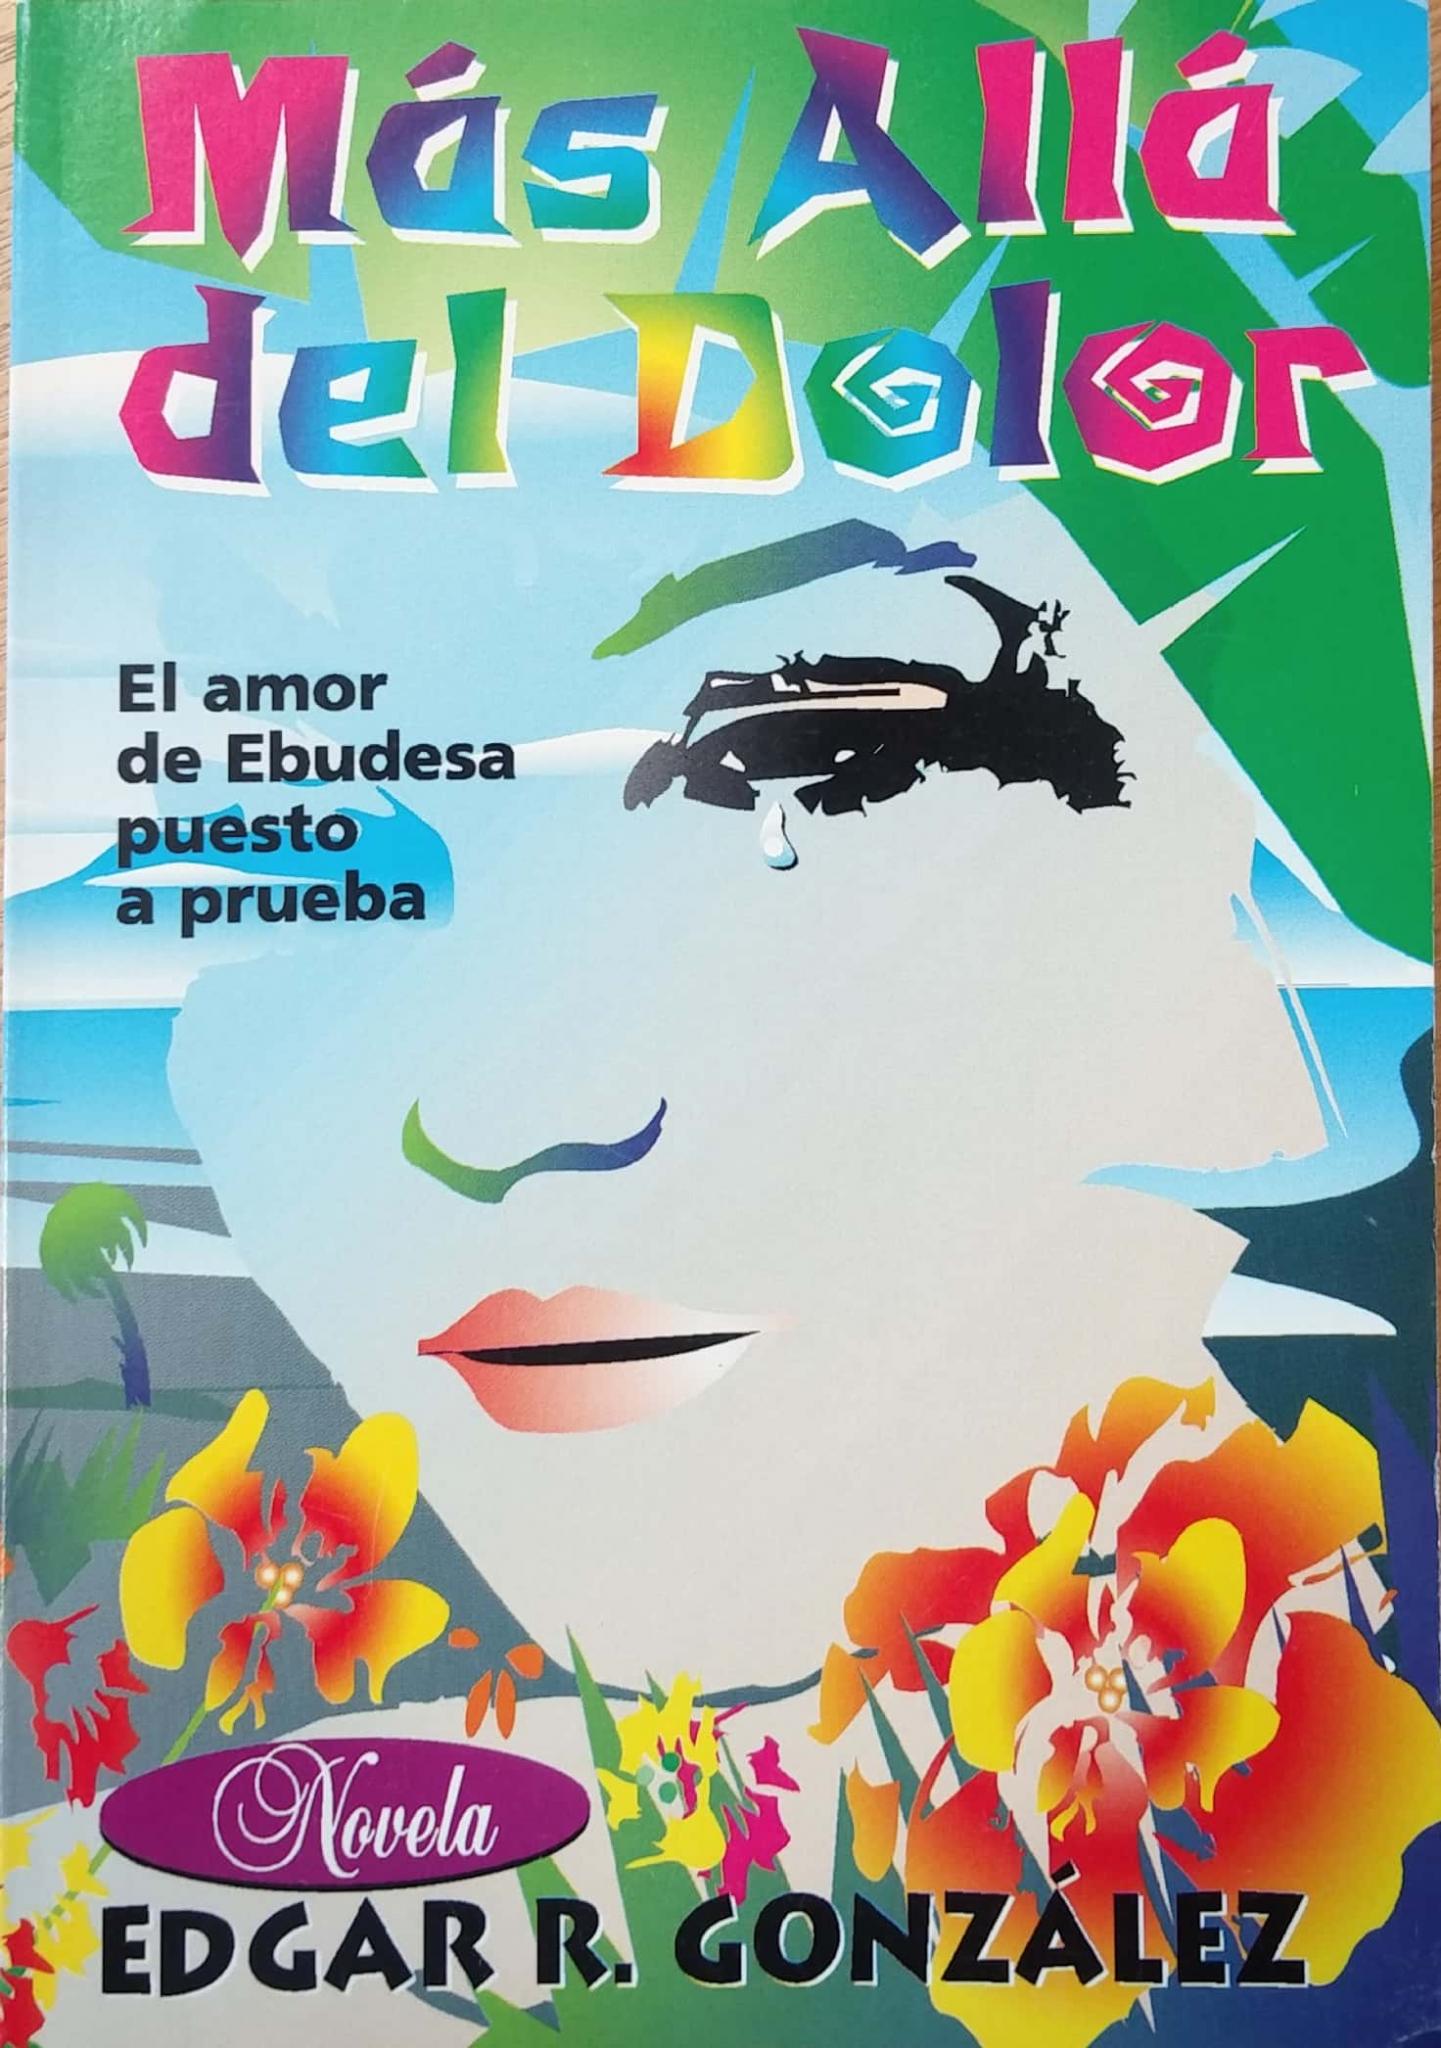 Más Allá
del Dolor
El amor
de Ebudesa
puesto
a prueba
Novela
EDGAR R. GONZÁLEZ